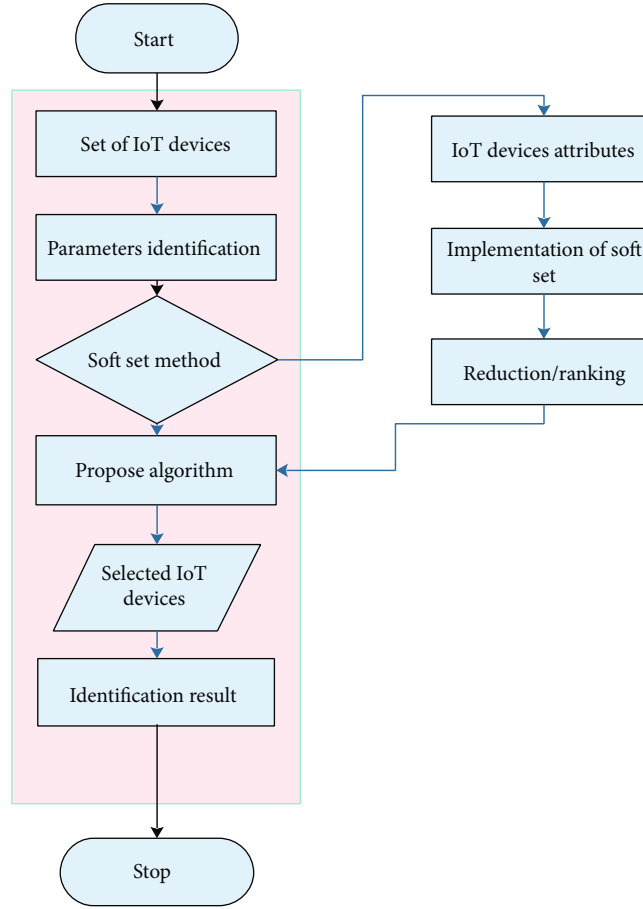 Start
Set of IoT devices
Parameters identification
Soft set method
Propose algorithm
Selected IoT
devices
Identification result
Stop
IoT devices attributes
Implementation of soft
set
Reduction/ranking